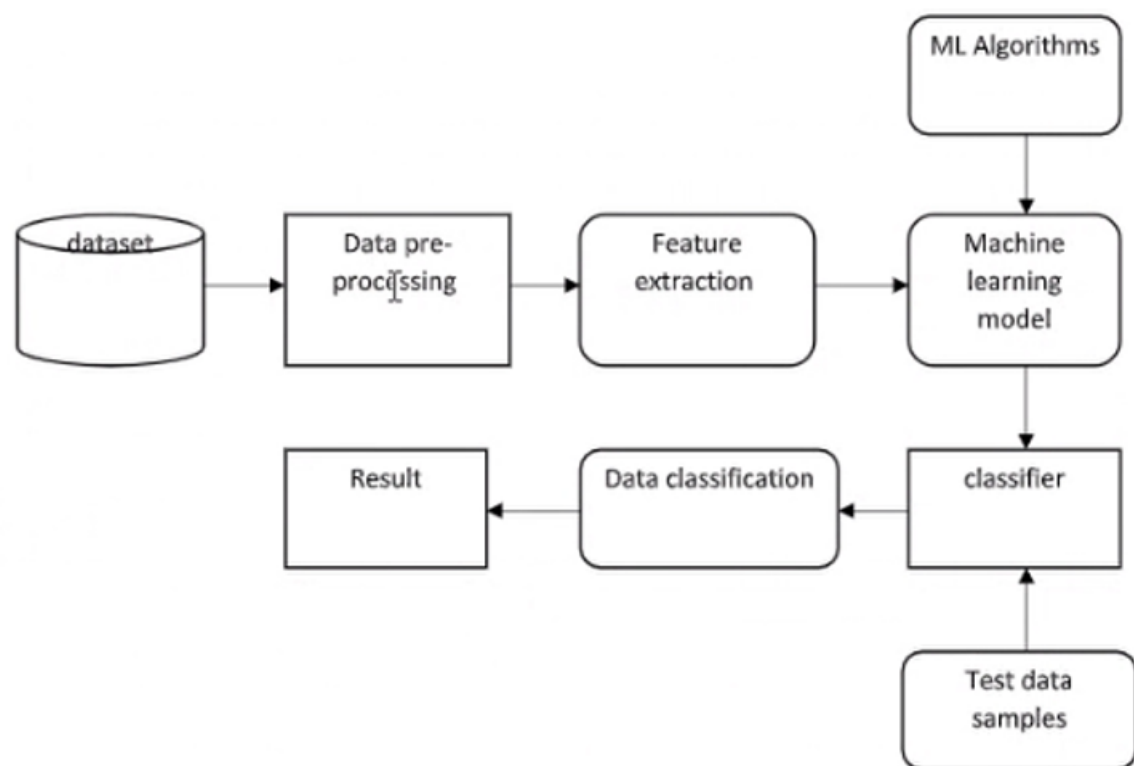 ML Algorithms
dataset
Data pre-
processing
Feature
extraction
Machine
learning
model
Result
Data classification
classifier
Test data
samples